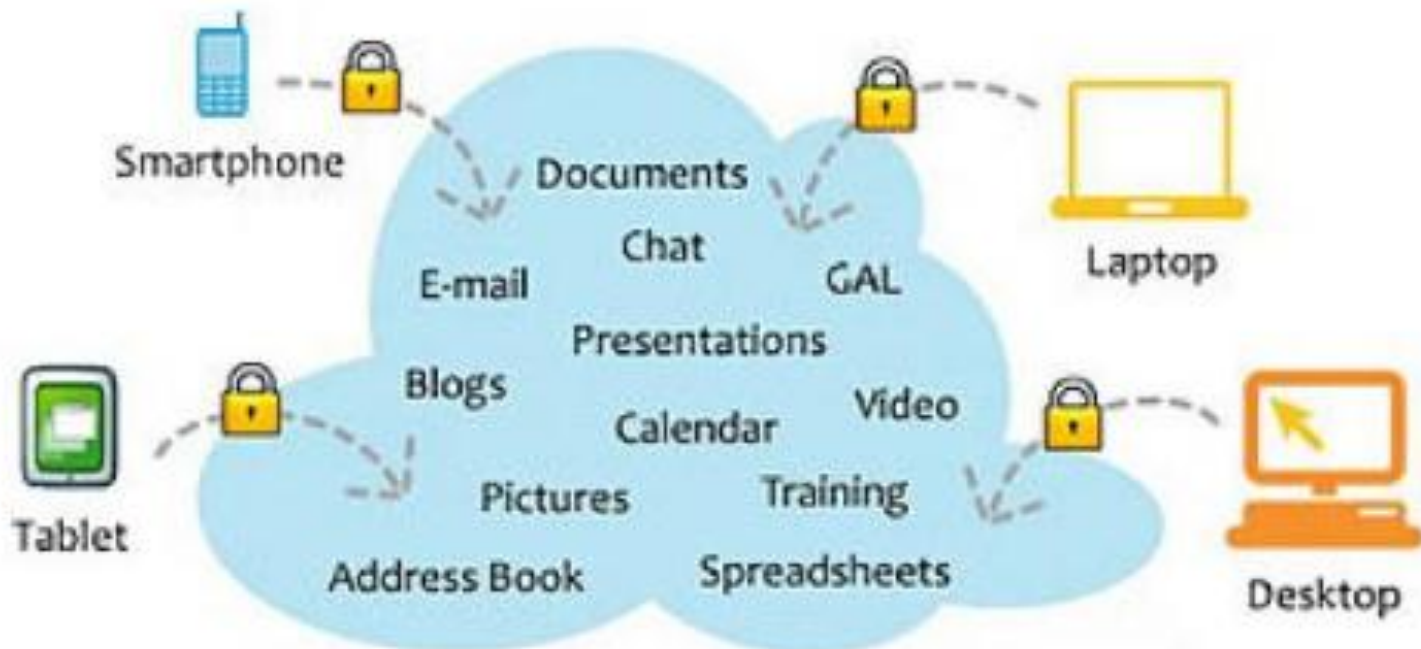 Smartphone
Documents
Chat
E-mail
GAL
Laptop
Presentations
Blogs
Video
Calendar
Pictures
Training
Tablet
Address Book
Spreadsheets
Desktop